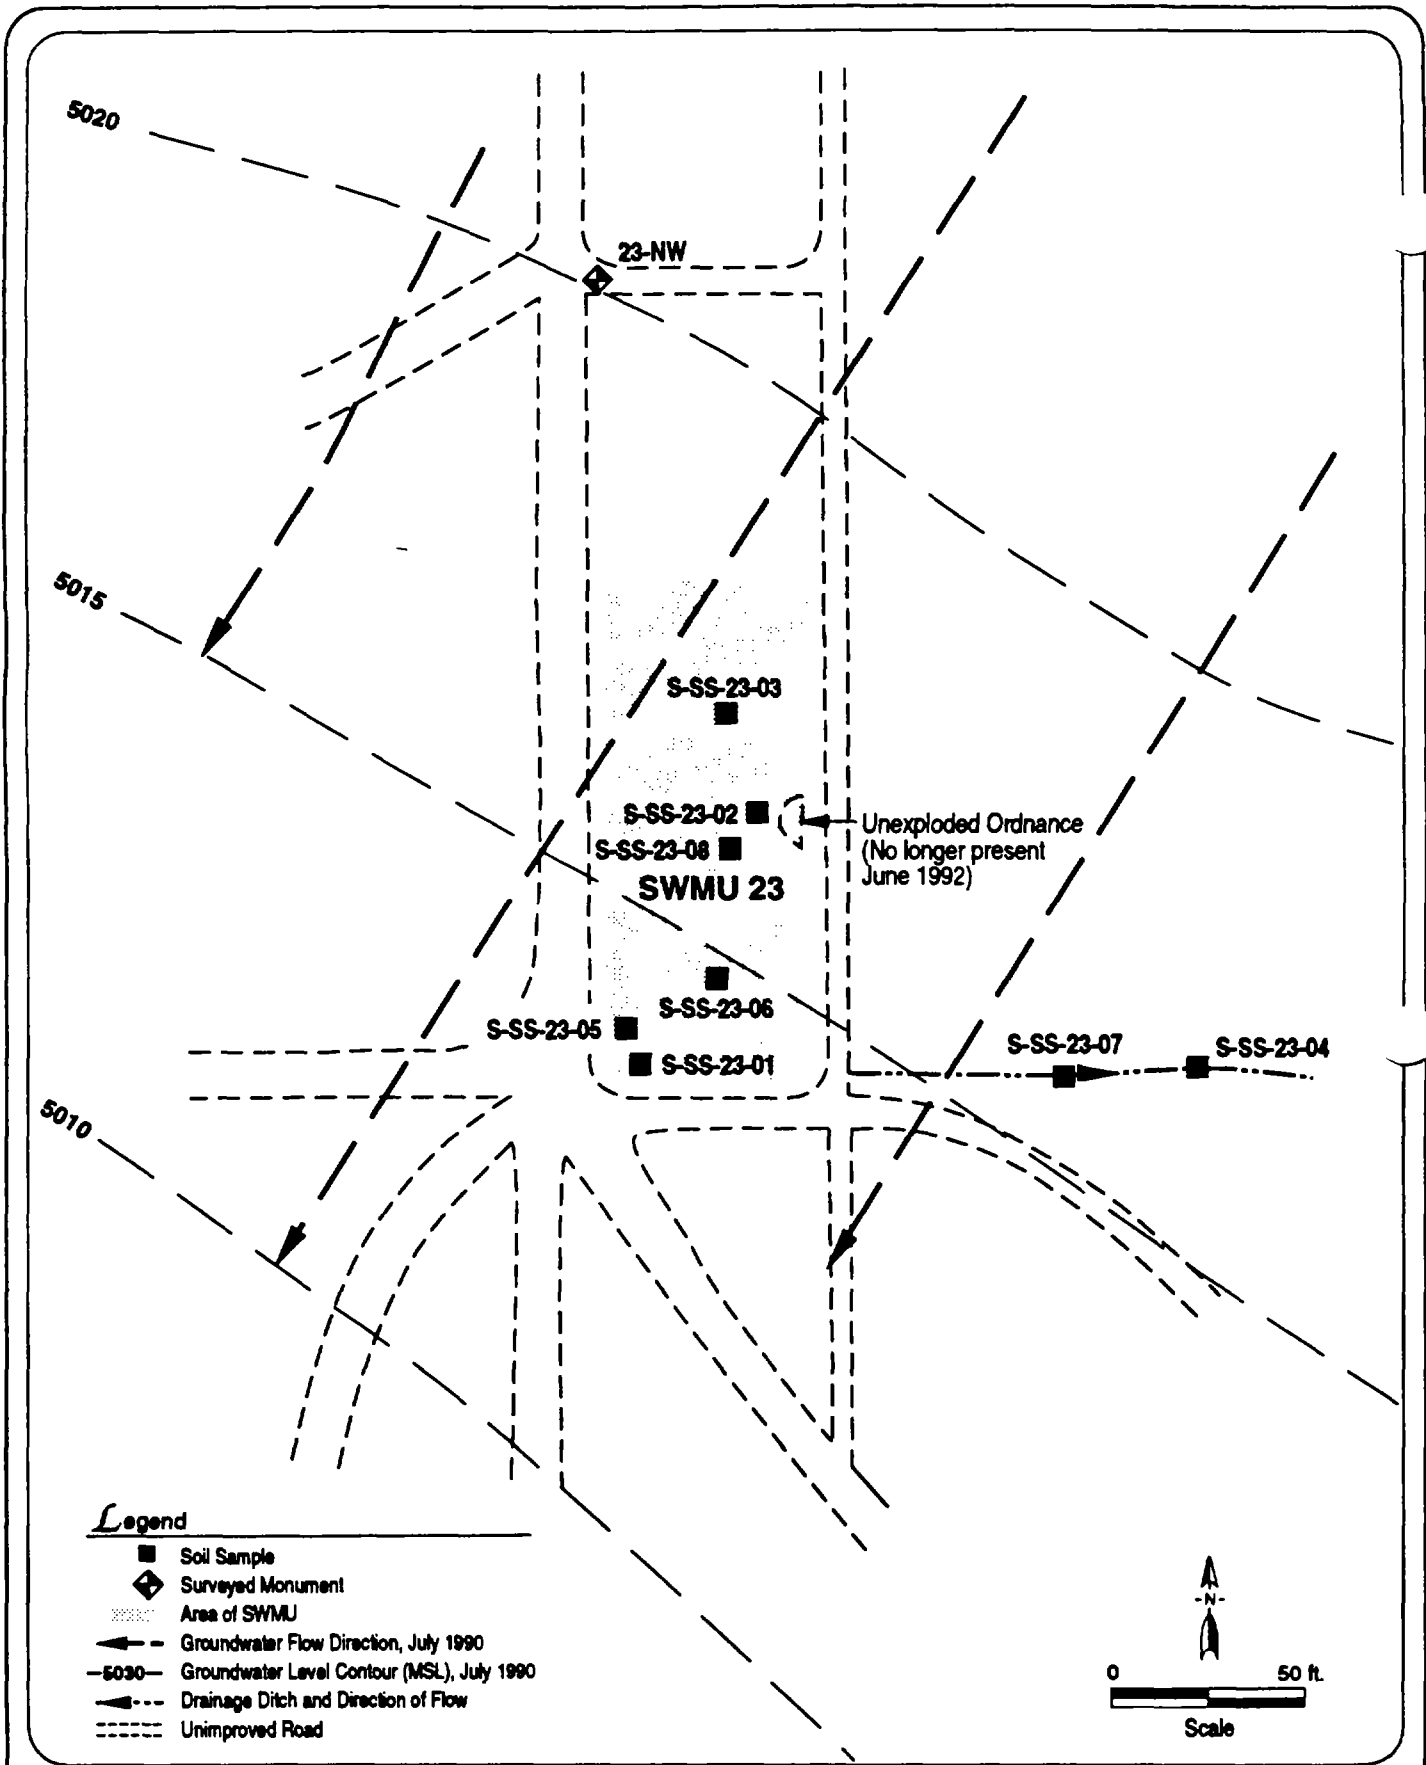 5020
23-NW
5015
S-SS-23-03
S-SS-23-02
Unexploded Ordnance
(No longer present
June 1992)
S-SS-23-08
SWMU 23
S-SS-23-06
S-SS-23-05
S-SS-23-01
S-SS-23-07
S-SS-23-04
5010
Legend
Soil Sample
Surveyed Monument
Area of SWMU
Groundwater Flow Direction, July 1990
5030 Groundwater Level Contour (MSL), July 1990
Drainage Ditch and Direction of Flow
Unimproved Road
N
0 50 ft.
Scale